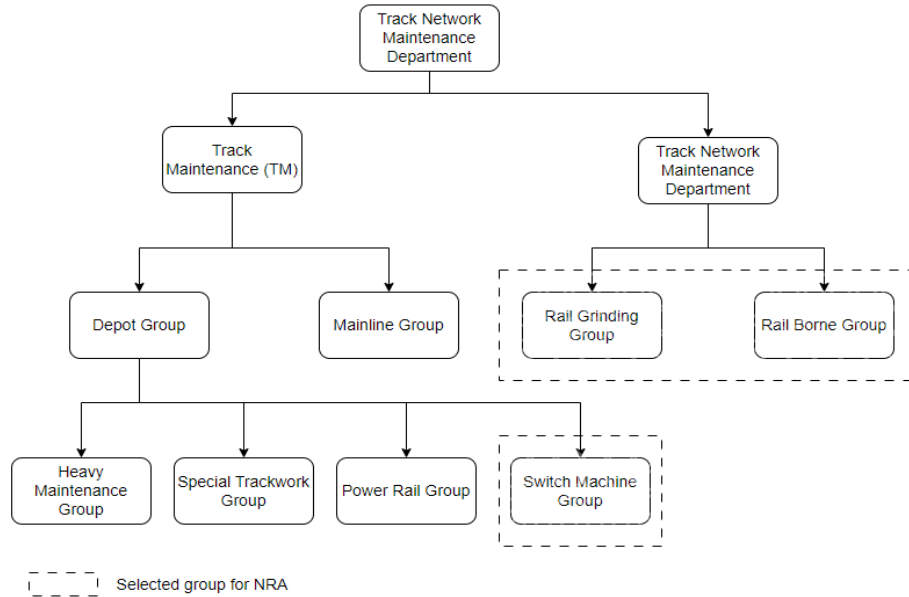 Track Network
Maintenance
Department
Track
Maintenance (TM)
Track Network
Maintenance
Department
Depot Group
Mainline Group
Rail Grinding
Group
Rail Borne Group
Heavy
Maintenance
Group
Special Trackwork
Group
Power Rail Group
Switch Machine
Group
Selected group for NRA